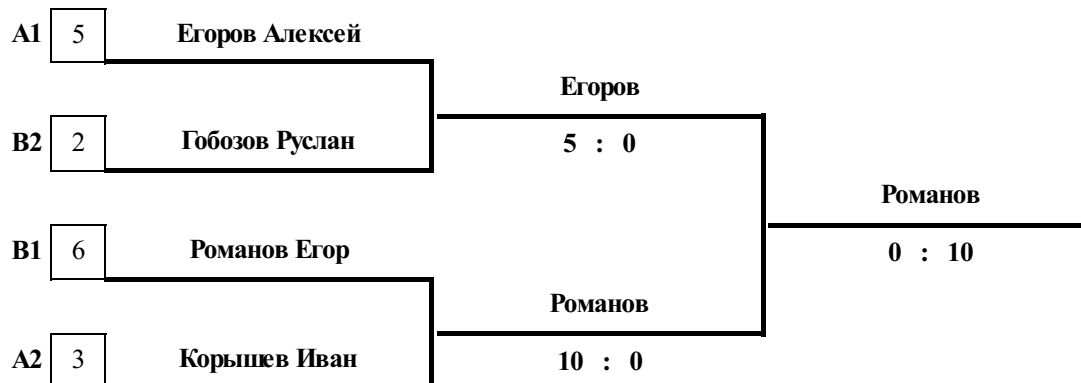 A1 5 Егоров Алексей
Егоров
B2 2 Гобозов Руслан 5 : 0
Романов
B1 6 Романов Егор 0 : 10
Романов
A2 3 Корышев Иван 10 : 0